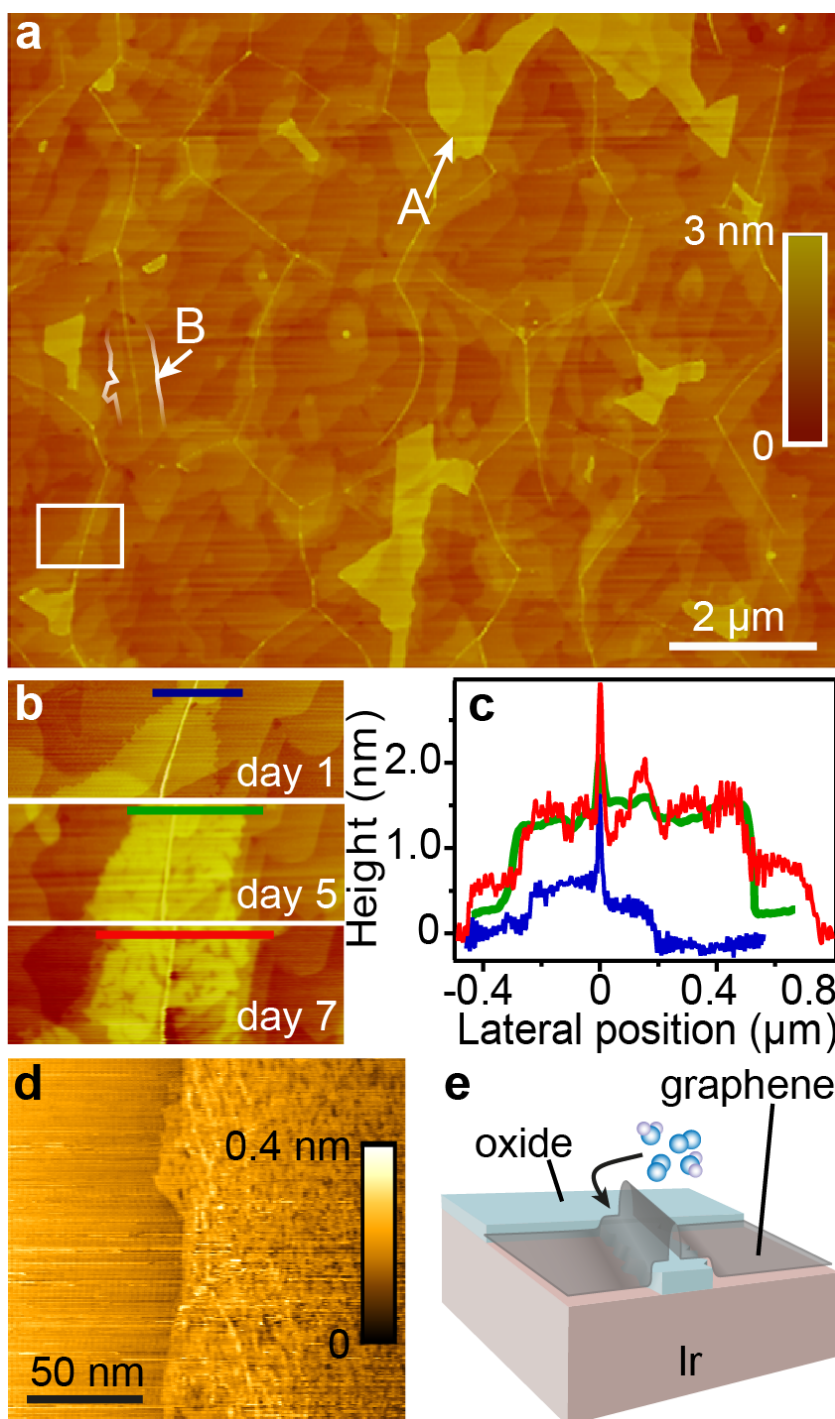 a
A
3 nm
B
0
2 µm
b
day 1
day 5
day 7
c
Height (nm)
2.0
1.0
0
-0.4
0
0.4
0.8
Lateral position (µm)
d
0.4 nm
0
50 nm
e
graphene
oxide
Ir